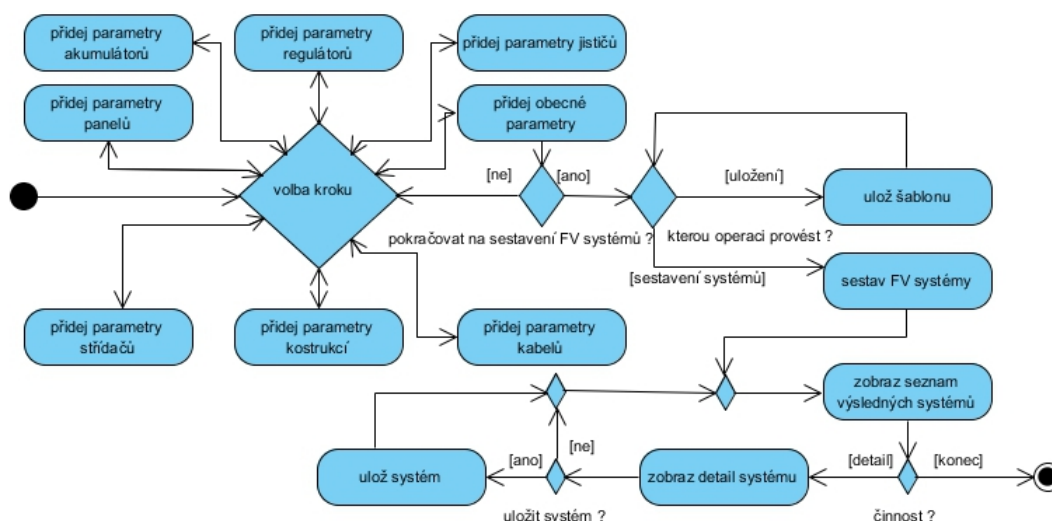 přidej parametry
akumulátorů
přidej parametry
regulátorů
přidej parametry jističů
přidej parametry
panelů
přidej obecné
parametry
volba kroku
[ne]
[ano]
[uložení]
ulož šablonu
pokračovat na sestavení FV systémů ?
kterou operaci provést ?
[sestavení systémů]
sestav FV systémy
přidej parametry
střídačů
přidej parametry
kostrukcí
přidej parametry
kabelů
zobraz seznam
výsledných systémů
[ne]
[ano]
[detail]
[konec]
ulož systém
zobraz detail systému
uložit systém ?
činnost ?